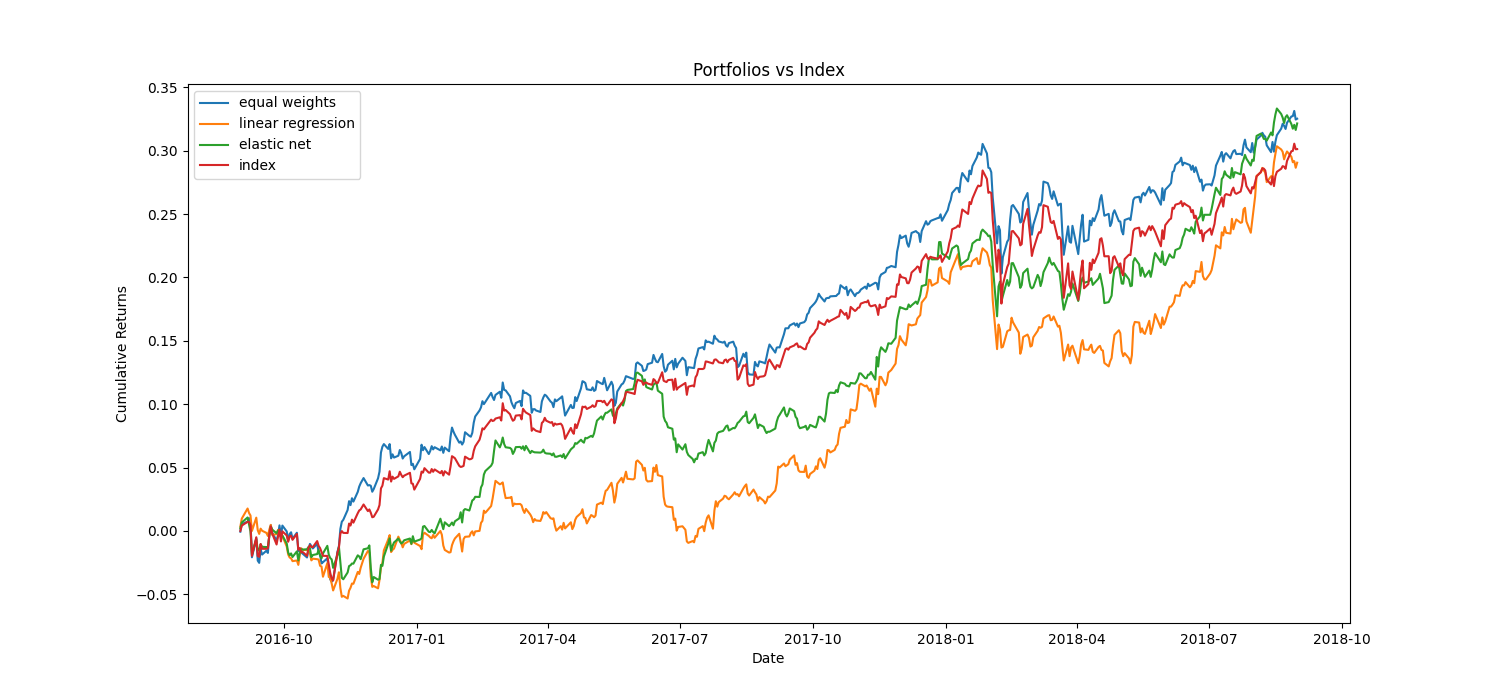 Portfolios vs Index
equal weights
linear regression
elastic net
index
0.35
0.30
0.25
0.20
0.15
0.10
0.05
0.00
−0.05
Cumulative Returns
2016-10 2017-01 2017-04 2017-07 2017-10 2018-01 2018-04 2018-07 2018-10
Date